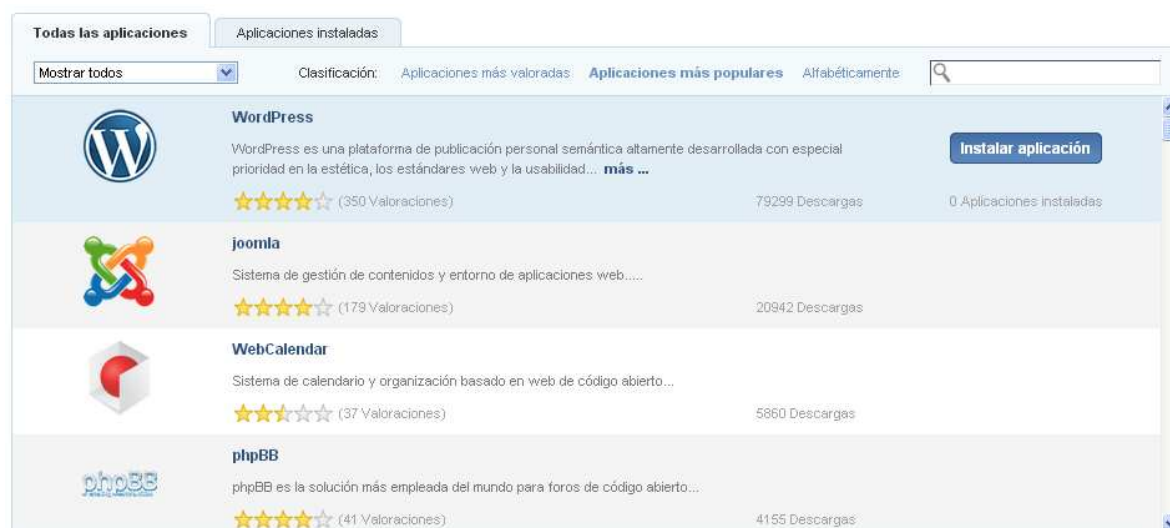 Todas las aplicaciones
Aplicaciones instaladas
Mostrar todos
Clasificación: Aplicaciones más valoradas Aplicaciones más populares Alfabéticamente
WordPress
WordPress es una plataforma de publicación personal semántica altamente desarrollada con especial
prioridad en la estética, los estándares web y la usabilidad... más ...
Instalar aplicación
(350 Valoraciones)
79299 Descargas
0 Aplicaciones instaladas
joomla
Sistema de gestión de contenidos y entorno de aplicaciones web.....
(179 Valoraciones)
20942 Descargas
WebCalendar
Sistema de calendario y organización basado en web de código abierto...
(37 Valoraciones)
5860 Descargas
phpBB
phpBB
phpBB es la solución más empleada del mundo para foros de código abierto...
(41 Valoraciones)
4155 Descargas